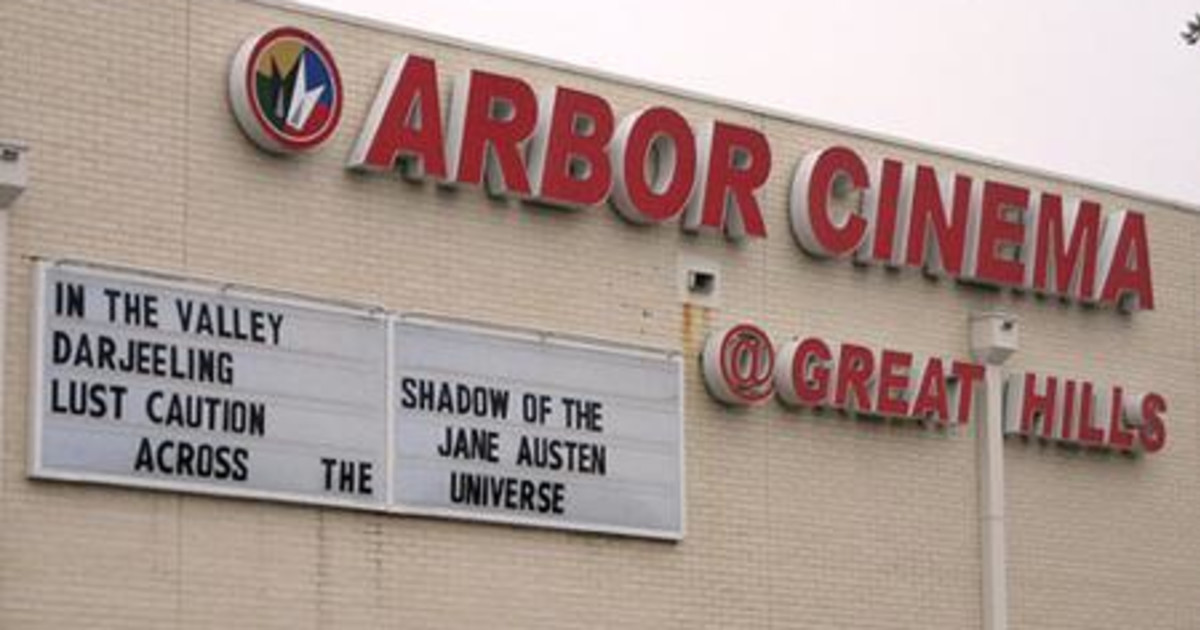 ARBOR CINEMA
@ GREAT HILLS
IN THE VALLEY
DARJEELING
LUST CAUTION
ACROSS THE
SHADOW OF THE
JANE AUSTEN
UNIVERSE